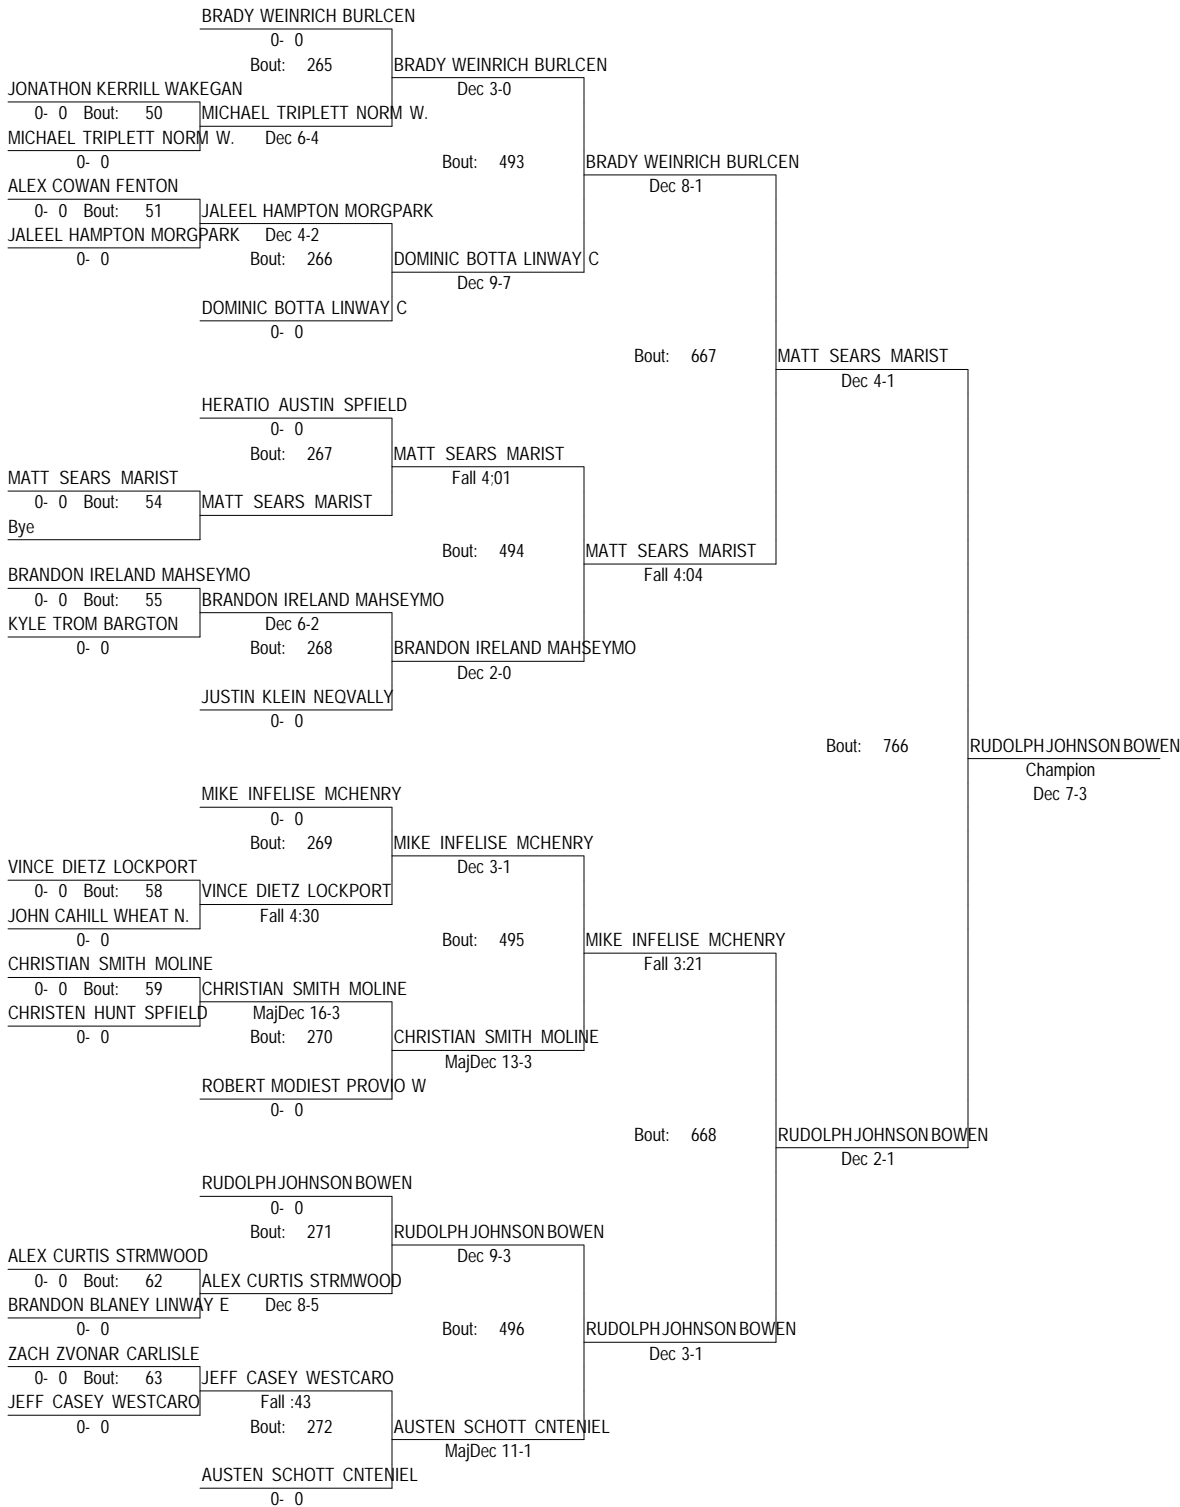 BRADY WEINRICH BURLCEN
0- 0
Bout: 265
BRADY WEINRICH BURLCEN
JONATHON KERRILL WAKEGAN
Dec 3-0
0- 0 Bout: 50
MICHAEL TRIPLETT NORM W.
MICHAEL TRIPLETT NORM W.
Dec 6-4
0- 0
Bout: 493
BRADY WEINRICH BURLCEN
ALEX COWAN FENTON
Dec 8-1
0- 0 Bout: 51
JALEEL HAMPTON MORGPARK
JALEEL HAMPTON MORGPARK
Dec 4-2
0- 0
Bout: 266
DOMINIC BOTTA LINWAY C
Dec 9-7
DOMINIC BOTTA LINWAY C
0- 0
Bout: 667
MATT SEARS MARIST
Dec 4-1
HERATIO AUSTIN SPFIELD
0- 0
Bout: 267
MATT SEARS MARIST
MATT SEARS MARIST
Fall 4;01
0- 0 Bout: 54
MATT SEARS MARIST
Bye
Bout: 494
MATT SEARS MARIST
BRANDON IRELAND MAHSEYMO
Fall 4:04
0- 0 Bout: 55
BRANDON IRELAND MAHSEYMO
KYLE TROM BARGTON
Dec 6-2
0- 0
Bout: 268
BRANDON IRELAND MAHSEYMO
Dec 2-0
JUSTIN KLEIN NEQVALLY
0- 0
Bout: 766
RUDOLPH JOHNSON BOWEN
Champion
Dec 7-3
MIKE INFELISE MCHENRY
0- 0
Bout: 269
MIKE INFELISE MCHENRY
VINCE DIETZ LOCKPORT
Dec 3-1
0- 0 Bout: 58
VINCE DIETZ LOCKPORT
JOHN CAHILL WHEAT N.
Fall 4:30
0- 0
Bout: 495
MIKE INFELISE MCHENRY
CHRISTIAN SMITH MOLINE
Fall 3:21
0- 0 Bout: 59
CHRISTIAN SMITH MOLINE
CHRISTEN HUNT SPFIELD
MajDec 16-3
0- 0
Bout: 270
CHRISTIAN SMITH MOLINE
MajDec 13-3
ROBERT MODIEST PROVIO W
0- 0
Bout: 668
RUDOLPH JOHNSON BOWEN
Dec 2-1
RUDOLPH JOHNSON BOWEN
0- 0
Bout: 271
RUDOLPH JOHNSON BOWEN
ALEX CURTIS STRMWOOD
Dec 9-3
0- 0 Bout: 62
ALEX CURTIS STRMWOOD
BRANDON BLANEY LINWAY E
Dec 8-5
0- 0
Bout: 496
RUDOLPH JOHNSON BOWEN
ZACH ZVONAR CARLISLE
Dec 3-1
0- 0 Bout: 63
JEFF CASEY WESTCARO
JEFF CASEY WESTCARO
Fall :43
0- 0
Bout: 272
AUSTEN SCHOTT CNTENIEL
MajDec 11-1
AUSTEN SCHOTT CNTENIEL
0- 0